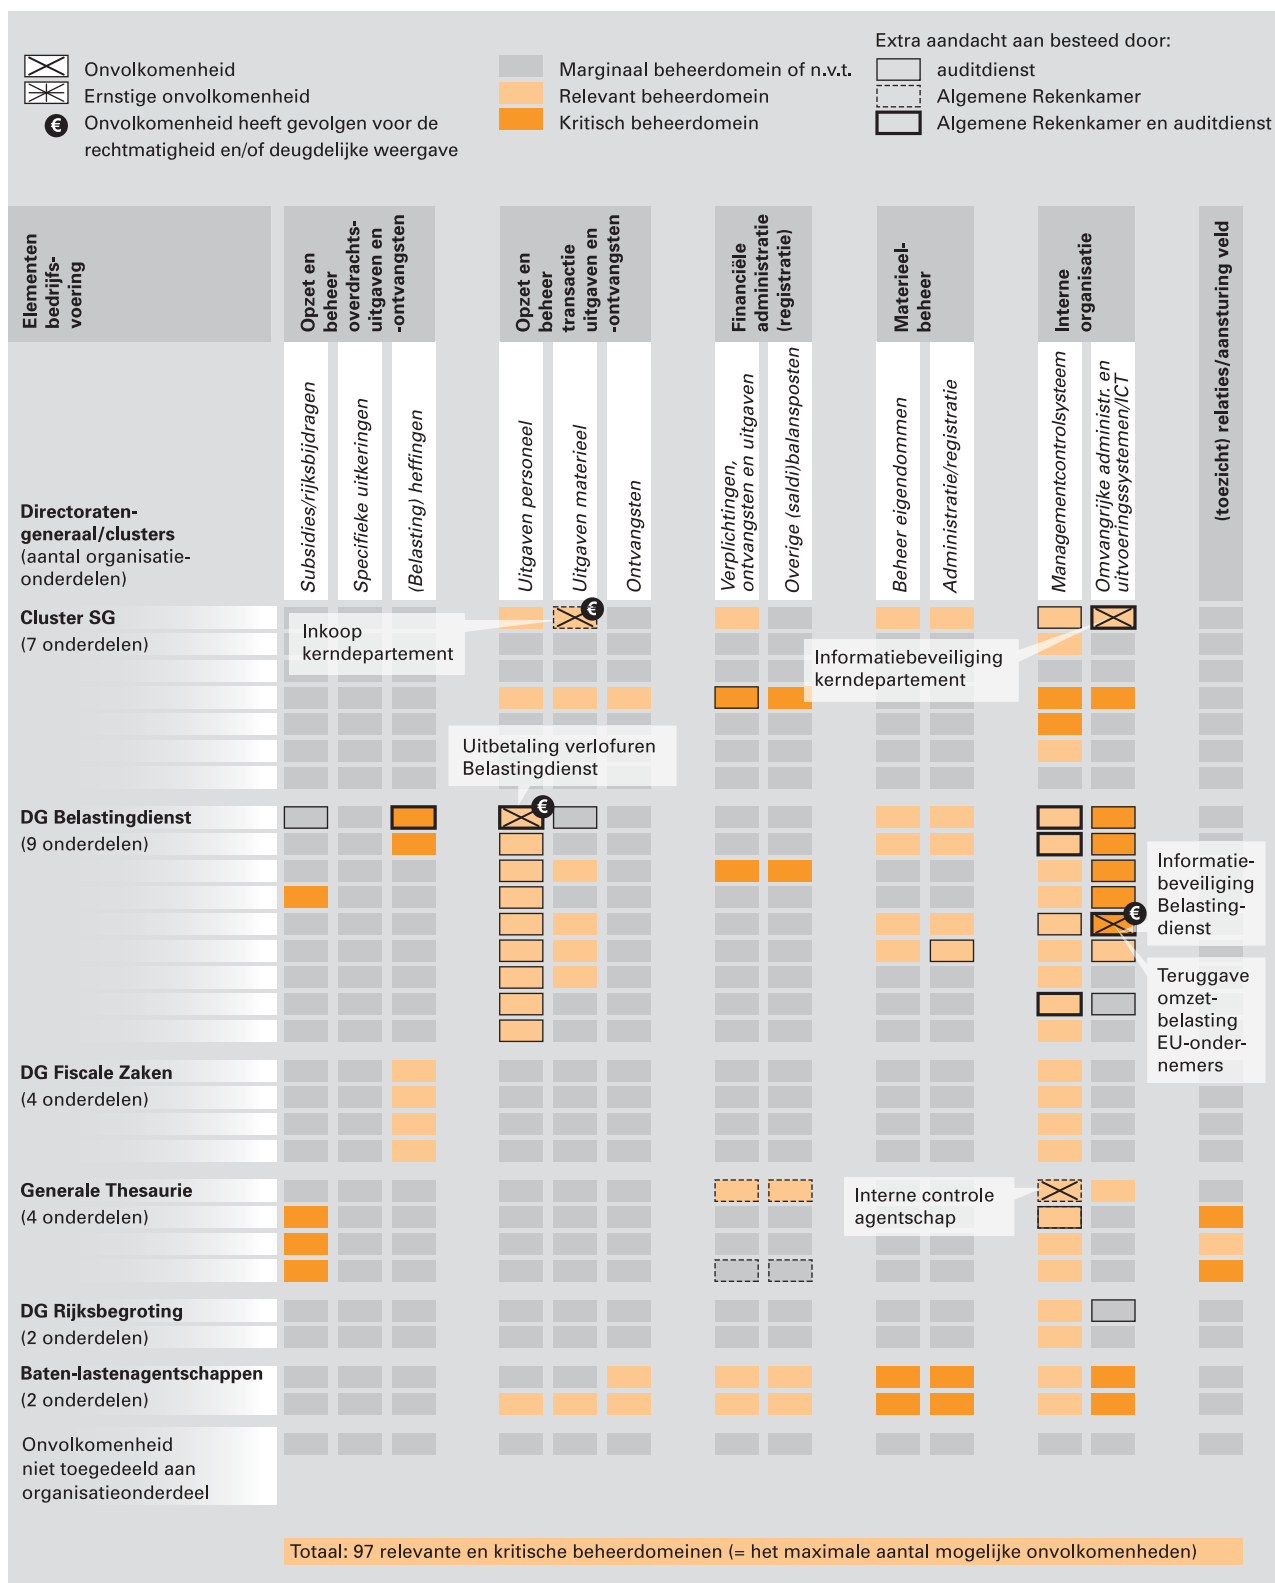 Onvolkomenheid
Ernstige onvolkomenheid
€
Onvolkomenheid heeft gevolgen voor de
rechtmatigheid en/of deugdelijke weergave
Marginaal beheerdomein of n.v.t.
Relevant beheerdomein
Kritisch beheerdomein
Extra aandacht aan besteed door:
auditdienst
Algemene Rekenkamer
Algemene Rekenkamer en auditdienst
Elementen
bedrijfs-
voering
Opzet en
beheer
overdrachts-
uitgaven en
-ontvangsten
Opzet en
beheer
transactie
uitgaven en
-ontvangsten
Financiële
administratie
(registratie)
Materieel-
beheer
Interne
organisatie
(toezicht) relaties/aansturing veld
Directoraten-
generaal/clusters
(aantal organisatie-
onderdelen)
Subsidies/rijksbijdragen
Specifieke uitkeringen
(Belasting) heffingen
Uitgaven personeel
Uitgaven materieel
Ontvangsten
Verplichtingen,
ontvangsten en uitgaven
Overige (saldi)balansposten
Beheer eigendommen
Administratie/registratie
Managementcontrolsysteem
Omvangrijke administr. en
uitvoeringssystemen/ICT
Cluster SG
(7 onderdelen)
Inkoop
kerndepartement
€
Informatiebeveiliging
kerndepartement
Uitbetaling verlofuren
Belastingdienst
€
DG Belastingdienst
(9 onderdelen)
Informatie-
beveiliging
Belasting-
dienst
€
Teruggave
omzet-
belasting
EU-onder-
nemers
DG Fiscale Zaken
(4 onderdelen)
Generale Thesaurie
(4 onderdelen)
Interne controle
agentschap
DG Rijksbegroting
(2 onderdelen)
Baten-lastenagentschappen
(2 onderdelen)
Onvolkomenheid
niet toegedeeld aan
organisatieonderdeel
Totaal: 97 relevante en kritische beheerdomeinen (= het maximale aantal mogelijke onvolkomenheden)